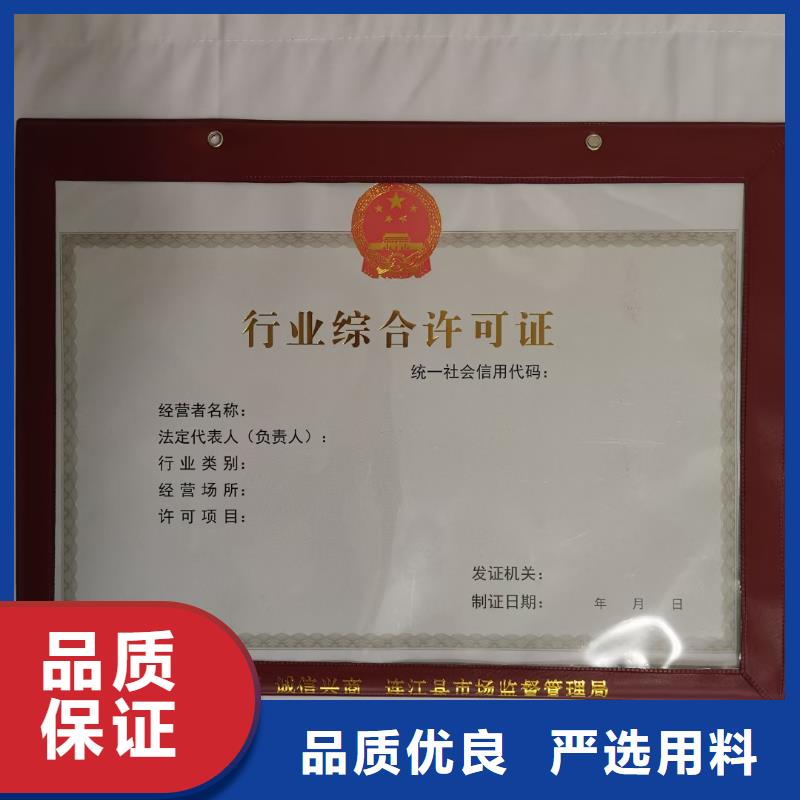 行业综合许可证
统一社会信用代码：
经营者名称：
法定代表人（负责人）：
行业类别：
经营场所：
许可项目：
发证机关：
制证日期： 年 月 日
诚信兴商 连江县市场监督管理局
品质
保证
品质优良 严选用料